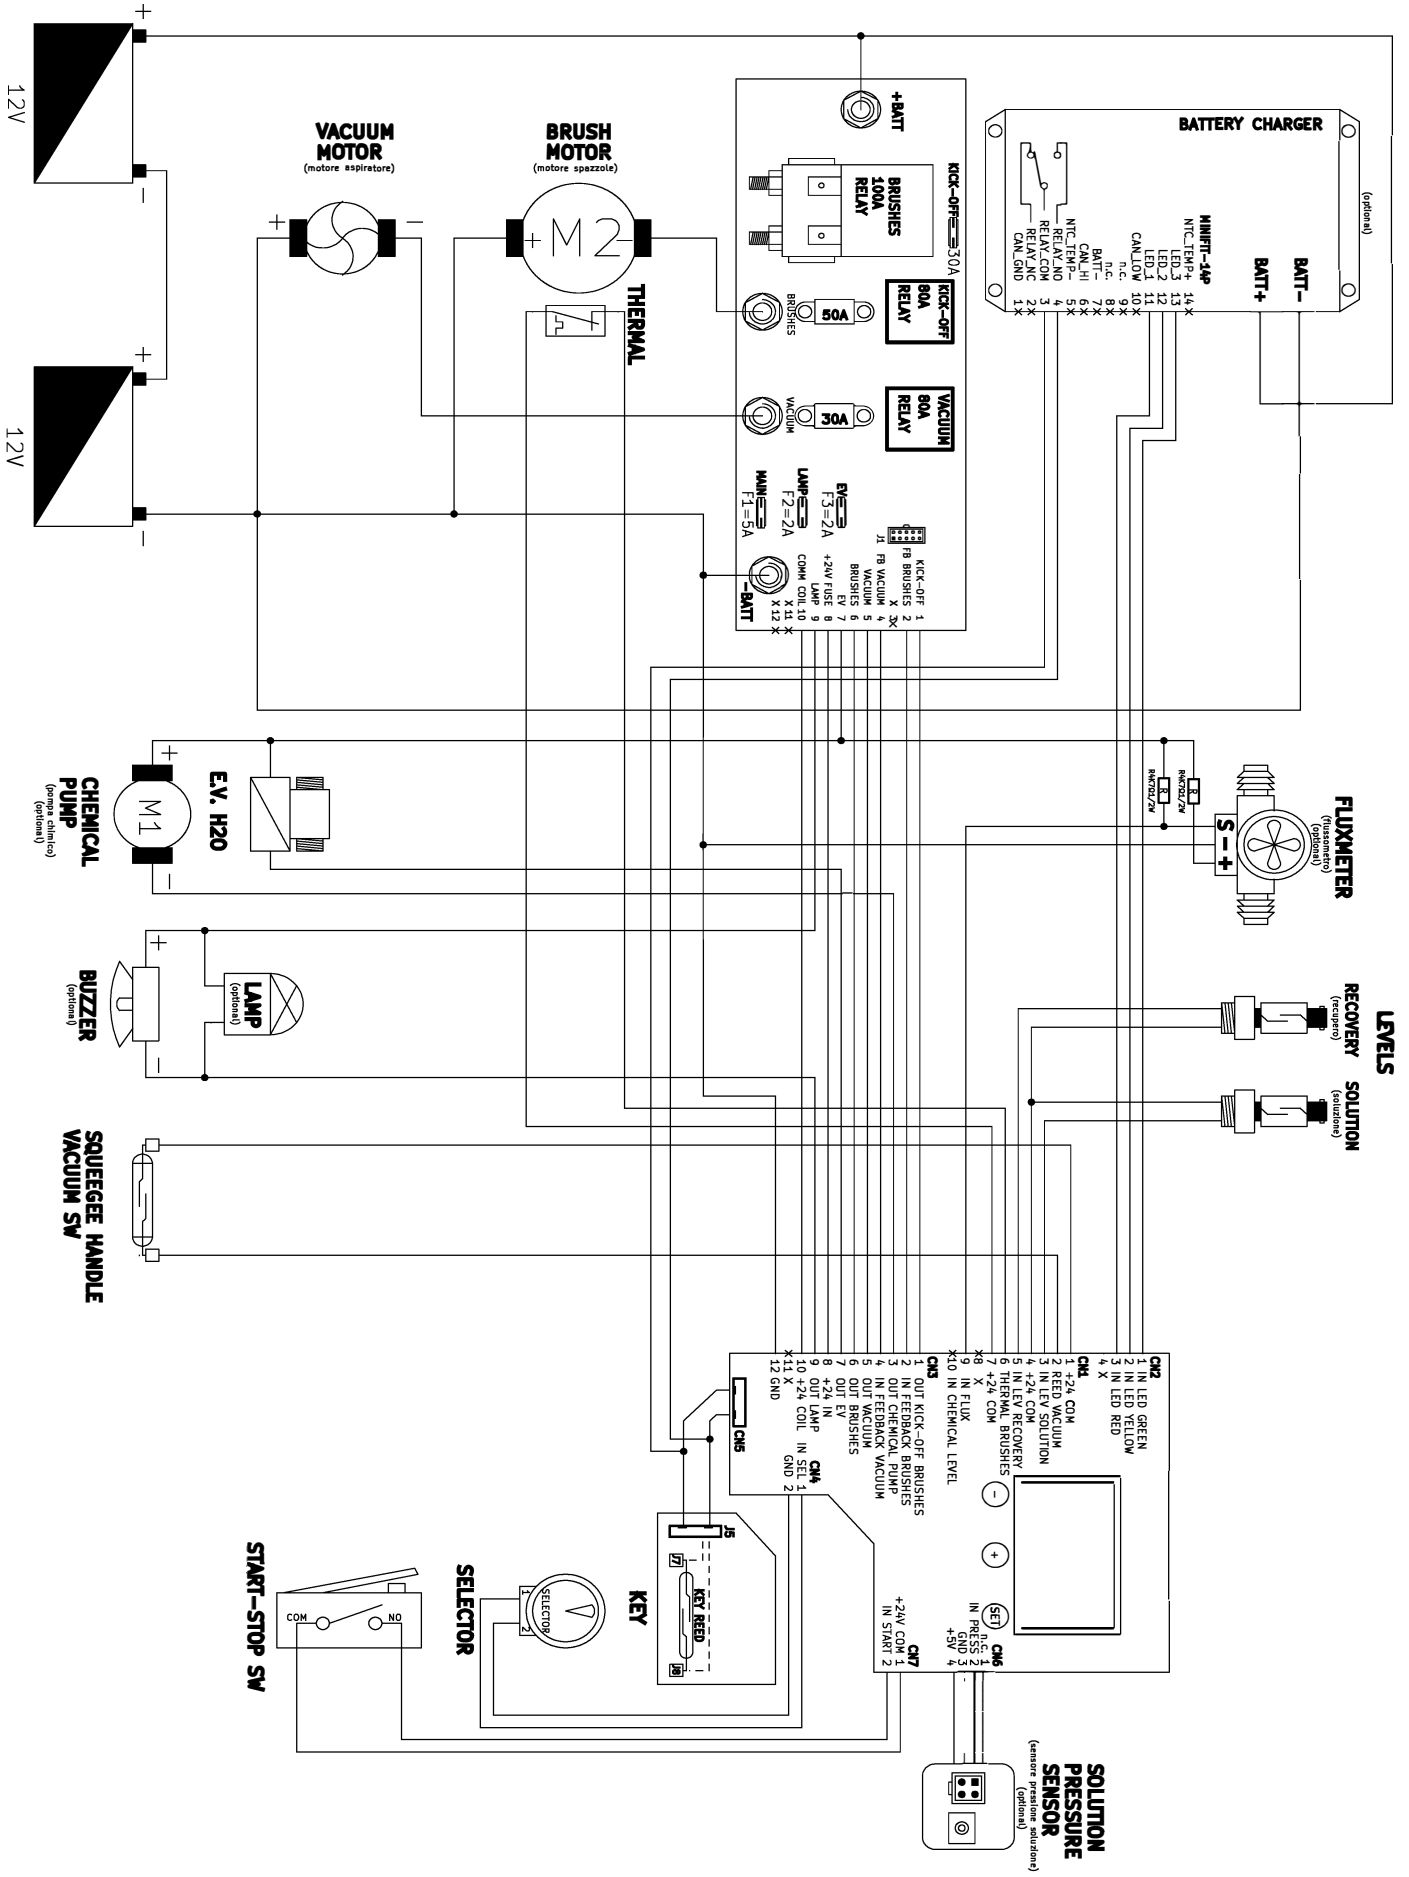 +
12V
-
+
12V
-
VACUUM
MOTOR
(motore aspiratore)
+
-
BRUSH
MOTOR
(motore spazzole)
+
M2
-
THERMAL
+BATT
BRUSHES
100A
RELAY
KICK-OFF
30A
BRUSHES
50A
KICK-OFF
80A
RELAY
VACUUM
30A
VACUUM
80A
RELAY
MAIN
F1=5A
LAMP
F2=2A
EV
F3=2A
J1
-BATT
KICK-OFF 1
FB BRUSHES 2
X 3
FB VACUUM 4
VACUUM 5
BRUSHES 6
EV 7
+24V FUSE 8
LAMP 9
COMM COIL 10
X 11
X 12
BATTERY CHARGER
(optional)
MINIFIT-14P
NTC_TEMP+ 14
LED_3 13
LED_2 12
LED_1 11
CAN_LOW 10
n.c. 9
n.c. 8
BATT- 7
CAN_HI 6
NTC_TEMP- 5
RELAY_NO 4
RELAY_COM 3
RELAY_NC 2
CAN_GND 1
BATT+
BATT-
CHEMICAL
PUMP
(pompa chimico)
(optional)
+
M1
-
E.V. H2O
R
R4K7Ω1/2W
R
R4K7Ω1/2W
FLUXMETER
(flussometro)
(optional)
S - +
BUZZER
(optional)
+
-
LAMP
(optional)
LEVELS
RECOVERY
(recupero)
SOLUTION
(soluzione)
SQUEEGEE HANDLE
VACUUM SW
CN2
1 IN LED GREEN
2 IN LED YELLOW
3 IN LED RED
4 X
CN1
1 +24 COM
2 REED VACUUM
3 IN LEV SOLUTION
4 +24 COM
5 IN LEV RECOVERY
6 THERMAL BRUSHES
7 +24 COM
8 X
9 IN FLUX
10 IN CHEMICAL LEVEL
CN3
1 OUT KICK-OFF BRUSHES
2 IN FEEDBACK BRUSHES
3 OUT CHEMICAL PUMP
4 IN FEEDBACK VACUUM
5 OUT VACUUM
6 OUT BRUSHES
7 OUT EV
8 +24 IN
9 OUT LAMP
10 +24 COIL
11 X
12 GND
CN4
IN SEL 1
GND 2
CN5
-
+
SET
CN6
n.c. 1
IN PRESS 2
GND 3
+5V 4
CN7
+24V COM 1
IN START 2
J5
J7
KEY REED
J8
KEY
SELECTOR
1
2
SELECTOR
START-STOP SW
COM
NO
SOLUTION
PRESSURE
SENSOR
(sensore pressione soluzione)
(optional)